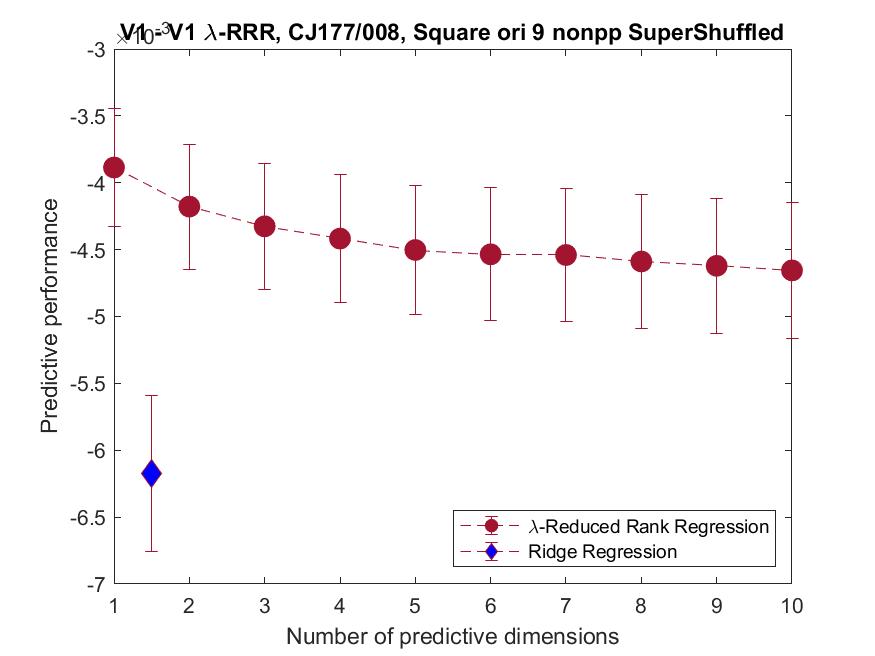 V1 - V1 λ-RRR, CJ177/008, Square ori 9 nonpp SuperShuffled
×10⁻³
-3
-3.5
-4
-4.5
-5
-5.5
-6
-6.5
-7
Predictive performance
1 2 3 4 5 6 7 8 9 10
Number of predictive dimensions
λ-Reduced Rank Regression
Ridge Regression